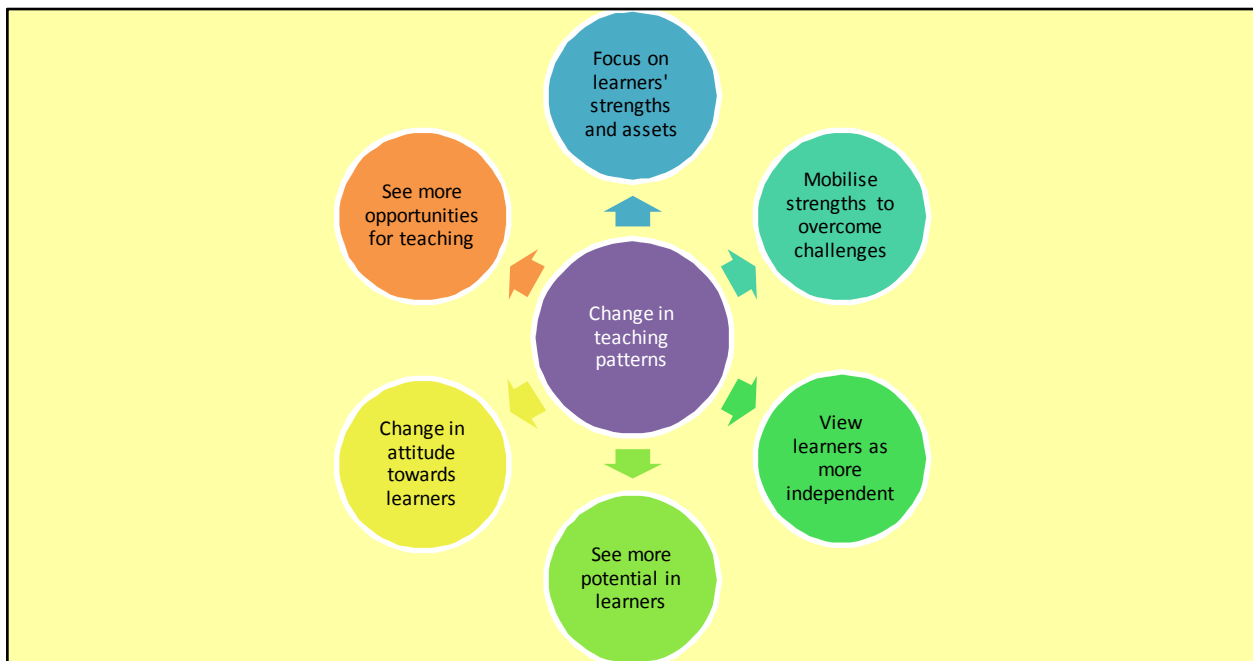 Focus on
learners'
strengths
and assets
Mobilise
strengths to
overcome
challenges
View
learners as
more
independent
See more
potential in
learners
Change in
attitude
towards
learners
See more
opportunities
for teaching
Change in
teaching
patterns